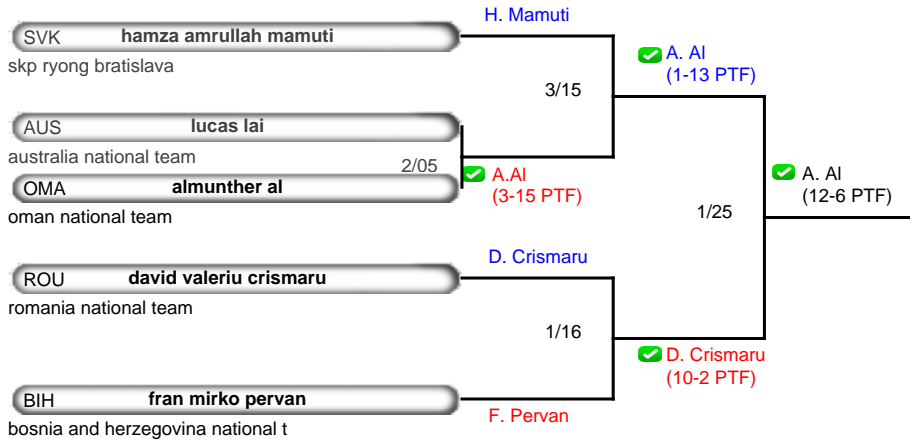 H. Mamuti
SVK hamza amrullah mamuti
skp ryong bratislava
A. Al
(1-13 PTF)
3/15
AUS lucas lai
australia national team
2/05
OMA almunther al
oman national team
A.Al
(3-15 PTF)
A. Al
(12-6 PTF)
1/25
D. Crismaru
ROU david valeriu crismaru
romania national team
1/16
D. Crismaru
(10-2 PTF)
BIH fran mirko pervan
bosnia and herzegovina national t
F. Pervan